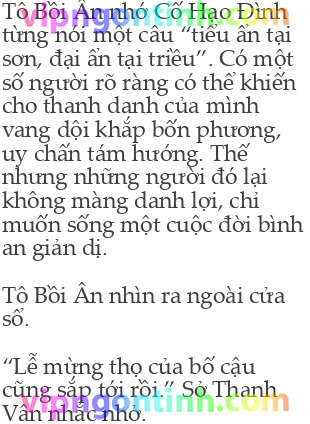 Tô Bồi Ân nhớ Cố Hạo Đình
từng nói một câu “tiểu ẩn tại
sơn, đại ẩn tại triều”. Có một
số người rõ ràng có thể khiến
cho thanh danh của mình
vang dội khắp bốn phương,
uy chấn tám hướng. Thế
nhưng những người đó lại
không màng danh lợi, chỉ
muốn sống một cuộc đời bình
an giản dị.
Tô Bồi Ân nhìn ra ngoài cửa
sổ.
“Lễ mừng thọ của bố cậu
cũng sắp tới rồi.” Sở Thanh
Vân nhắc nhở.
vipngontinh.com
vipngontinh.com